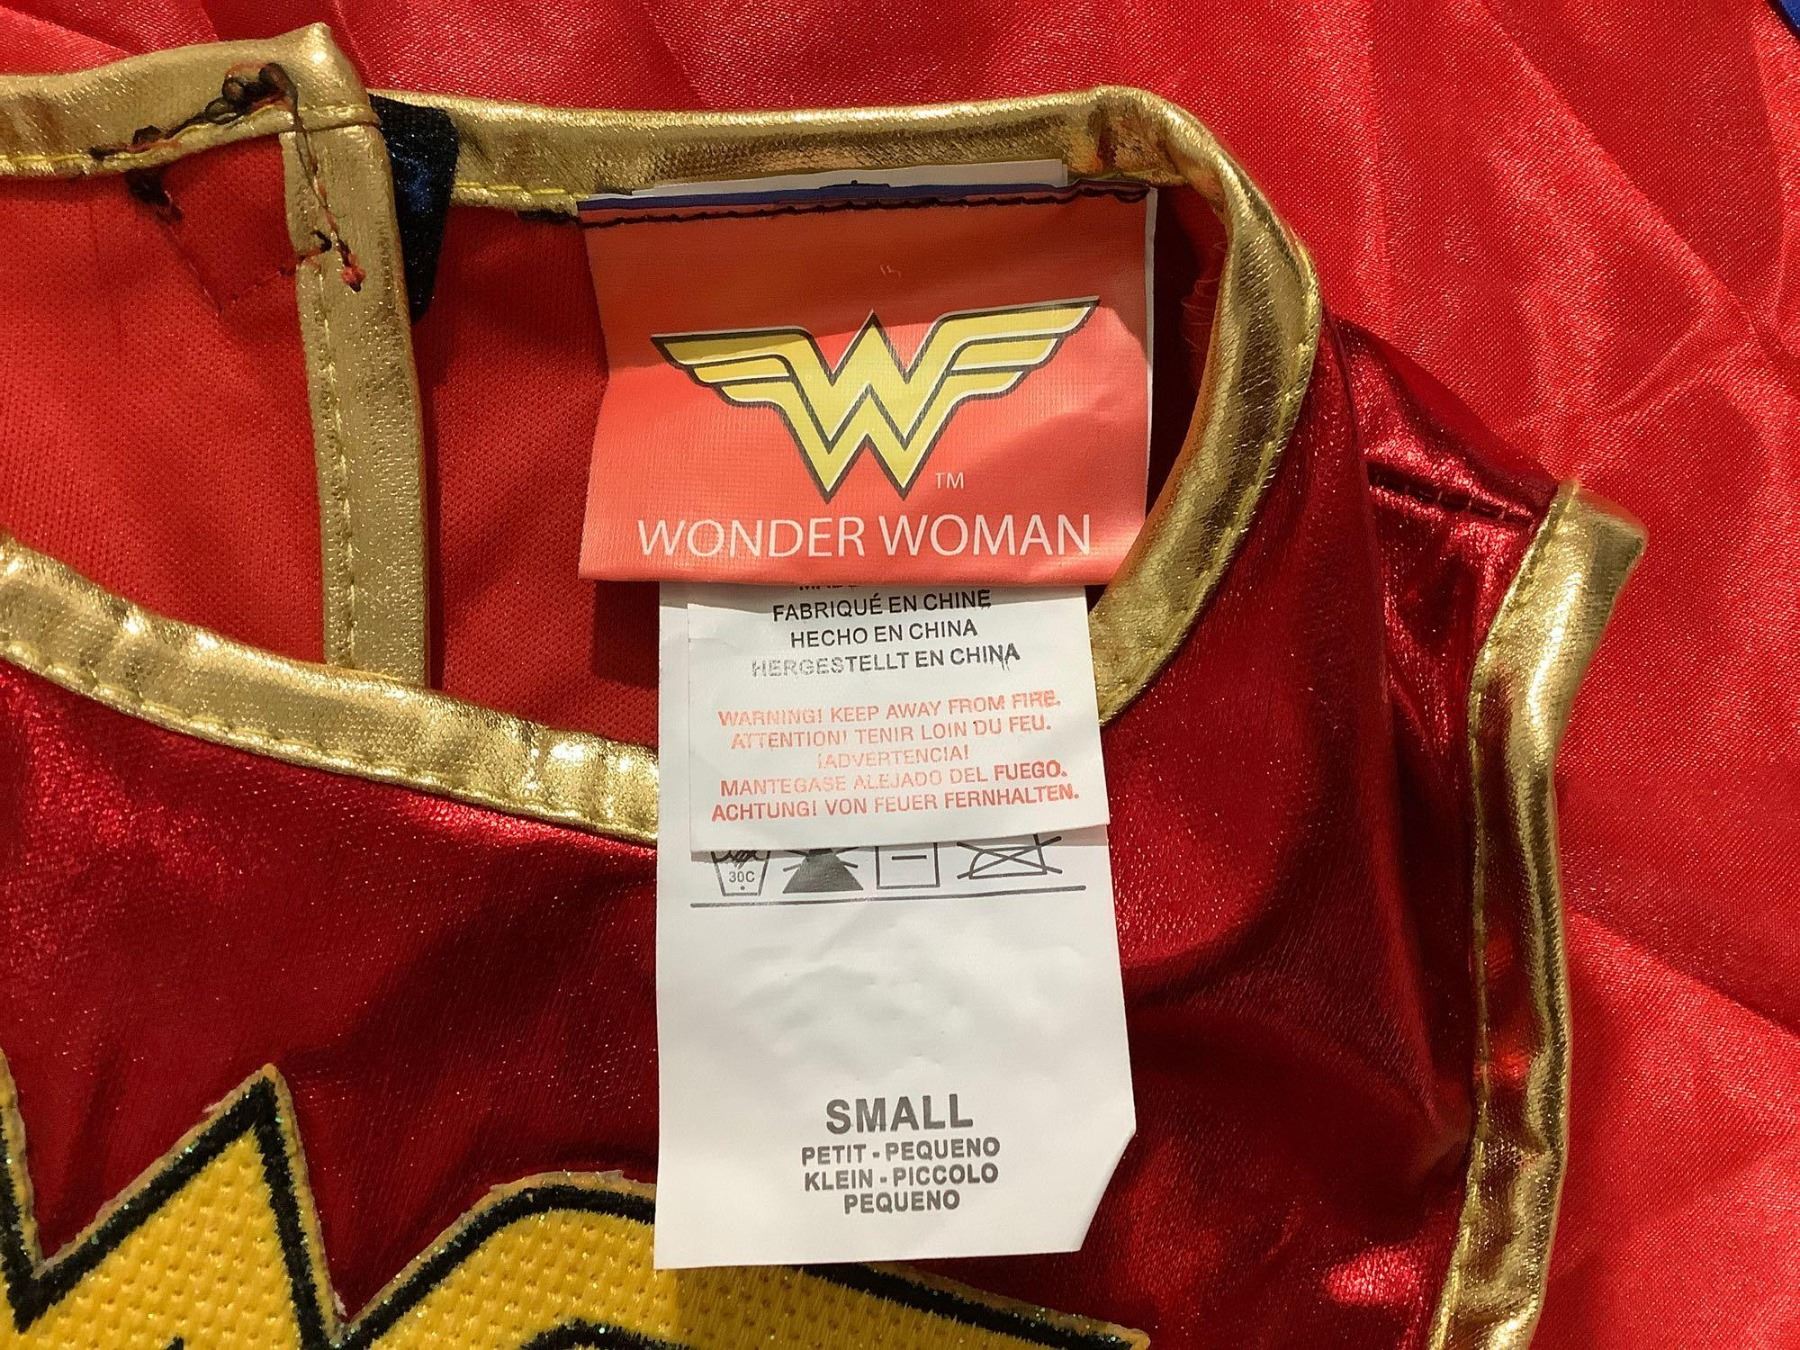 W
TM
WONDER WOMAN
FABRIQUÉ EN CHINE
HECHO EN CHINA
HERGESTELLT EN CHINA
WARNING! KEEP AWAY FROM FIRE.
ATTENTION! TENIR LOIN DU FEU.
¡ADVERTENCIA!
MANTEGASE ALEJADO DEL FUEGO.
ACHTUNG! VON FEUER FERNHALTEN.
30C
SMALL
PETIT - PEQUENO
KLEIN - PICCOLO
PEQUENO